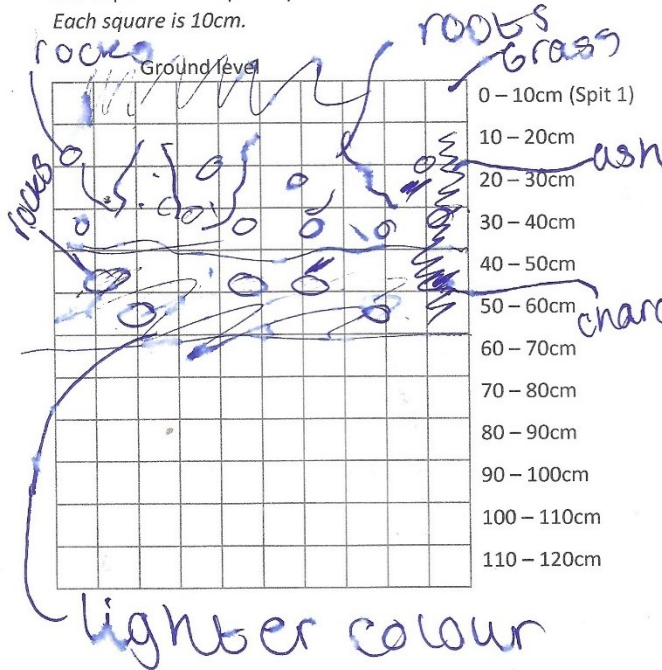 Each square is 10cm.
rocks
roots
Grass
Ground level
0 – 10cm (Spit 1)
10 – 20cm
ash
20 – 30cm
rocks
30 – 40cm
40 – 50cm
50 – 60cm
charc
60 – 70cm
70 – 80cm
80 – 90cm
90 – 100cm
100 – 110cm
110 – 120cm
lighter colour